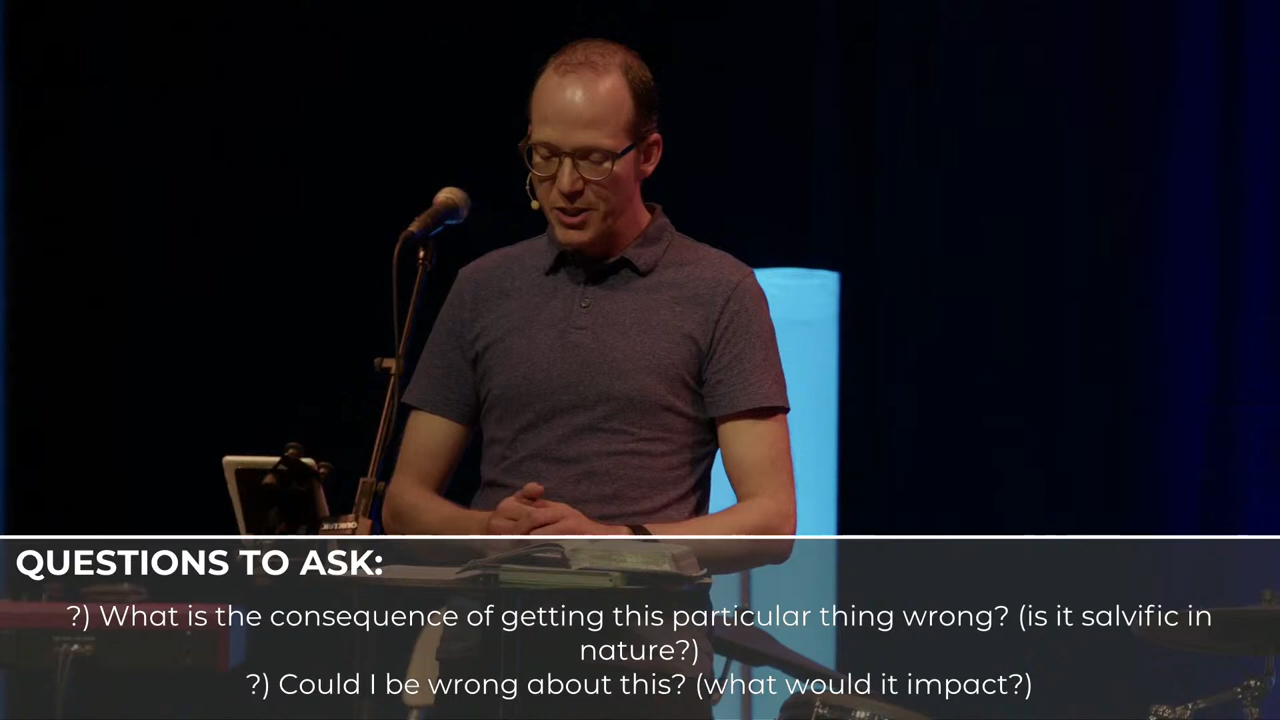 QUESTIONS TO ASK:
?) What is the consequence of getting this particular thing wrong? (is it salvific in
nature?)
?) Could I be wrong about this? (what would it impact?)